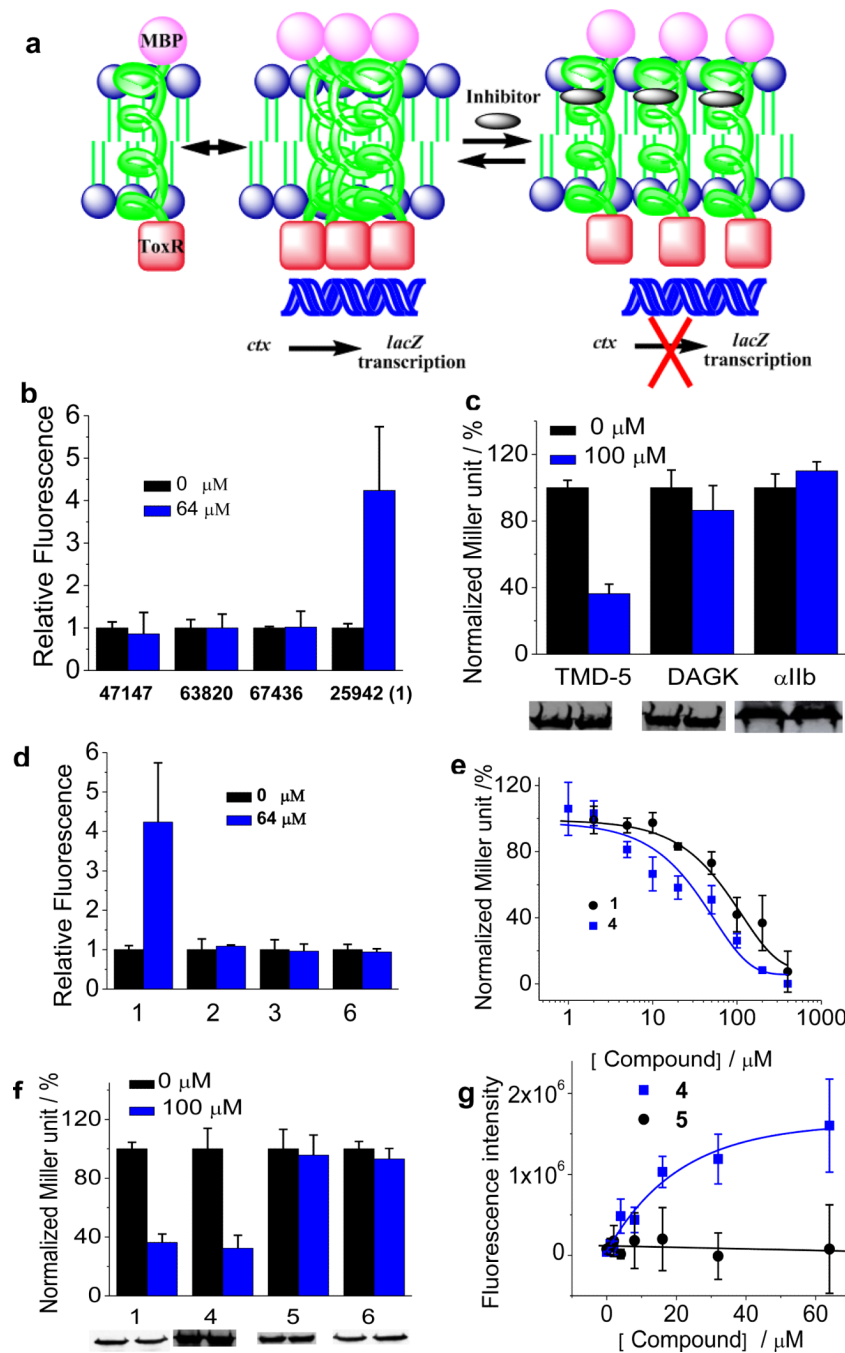 a
MBP
Inhibitor
ToxR
ctx
lacZ
transcription
ctx
lacZ
transcription
b
Relative Fluorescence
6
5
4
3
2
1
0 μM
64 μM
47147 63820 67436 25942 (1)
c
Normalized Miller unit / %
0 μM
100 μM
120
80
40
0
TMD-5 DAGK αIIb
d
Relative Fluorescence
6
5
4
3
2
1
0
0 μM
64 μM
1 2 3 6
e
Normalized Miller unit /%
120
80
40
0
1
4
1 10 100 1000
[ Compound] / μM
f
Normalized Miller unit / %
0 μM
100 μM
120
80
40
0
1 4 5 6
g
Fluorescence intensity
4
5
2x10⁶
1x10⁶
0
0 20 40 60
[ Compound] / μM